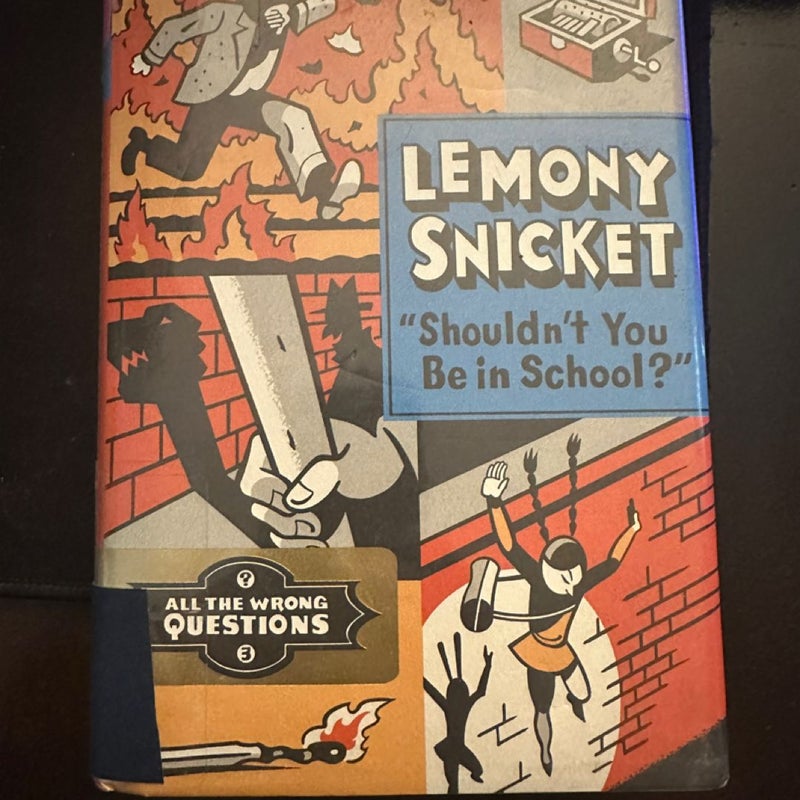 LEMONY
SNICKET
“Shouldn't You
Be in School?”
?
ALL THE WRONG
QUESTIONS
3